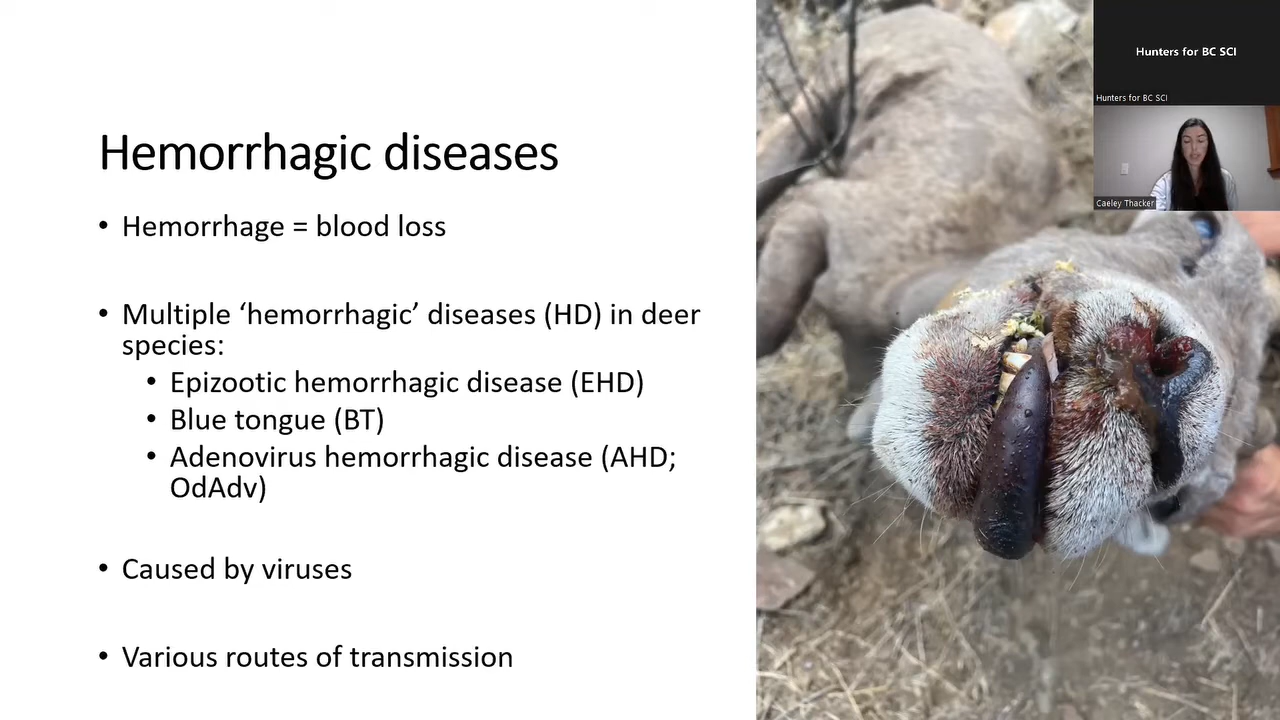 Hemorrhagic diseases
• Hemorrhage = blood loss
• Multiple ‘hemorrhagic’ diseases (HD) in deer
species:
• Epizootic hemorrhagic disease (EHD)
• Blue tongue (BT)
• Adenovirus hemorrhagic disease (AHD;
OdAdv)
• Caused by viruses
• Various routes of transmission
Hunters for BC SCI
Hunters for BC SCI
Caeley Thacker